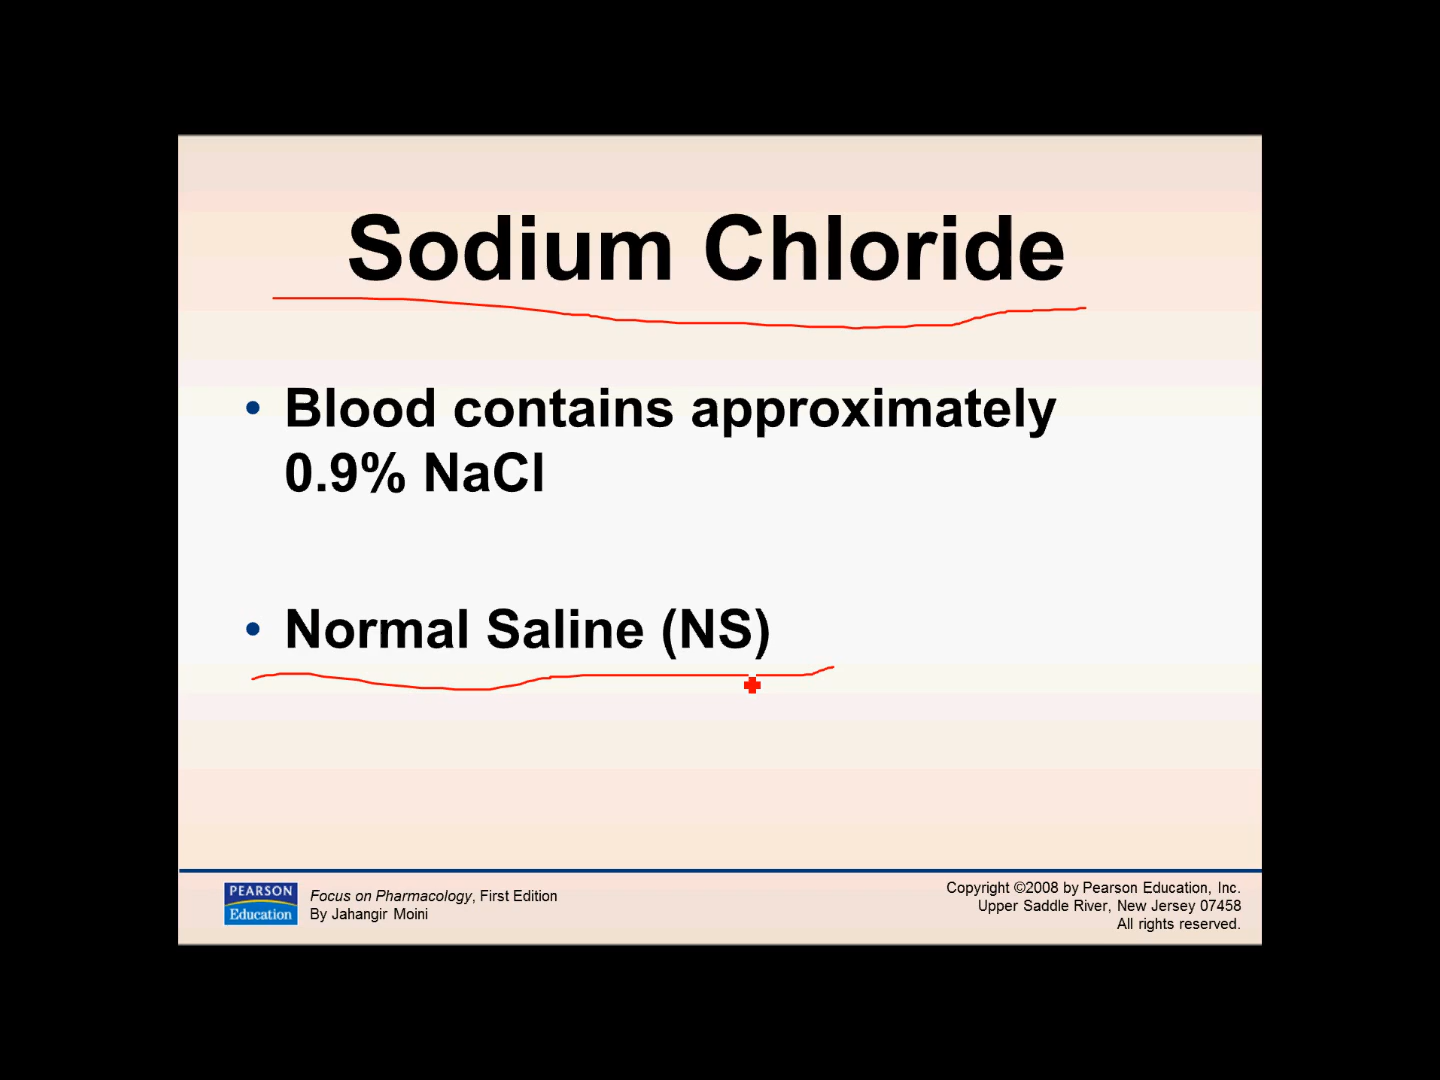 Sodium Chloride
• Blood contains approximately
0.9% NaCl
• Normal Saline (NS)
PEARSON
Education
Focus on Pharmacology, First Edition
By Jahangir Moini
Copyright ©2008 by Pearson Education, Inc.
Upper Saddle River, New Jersey 07458
All rights reserved.